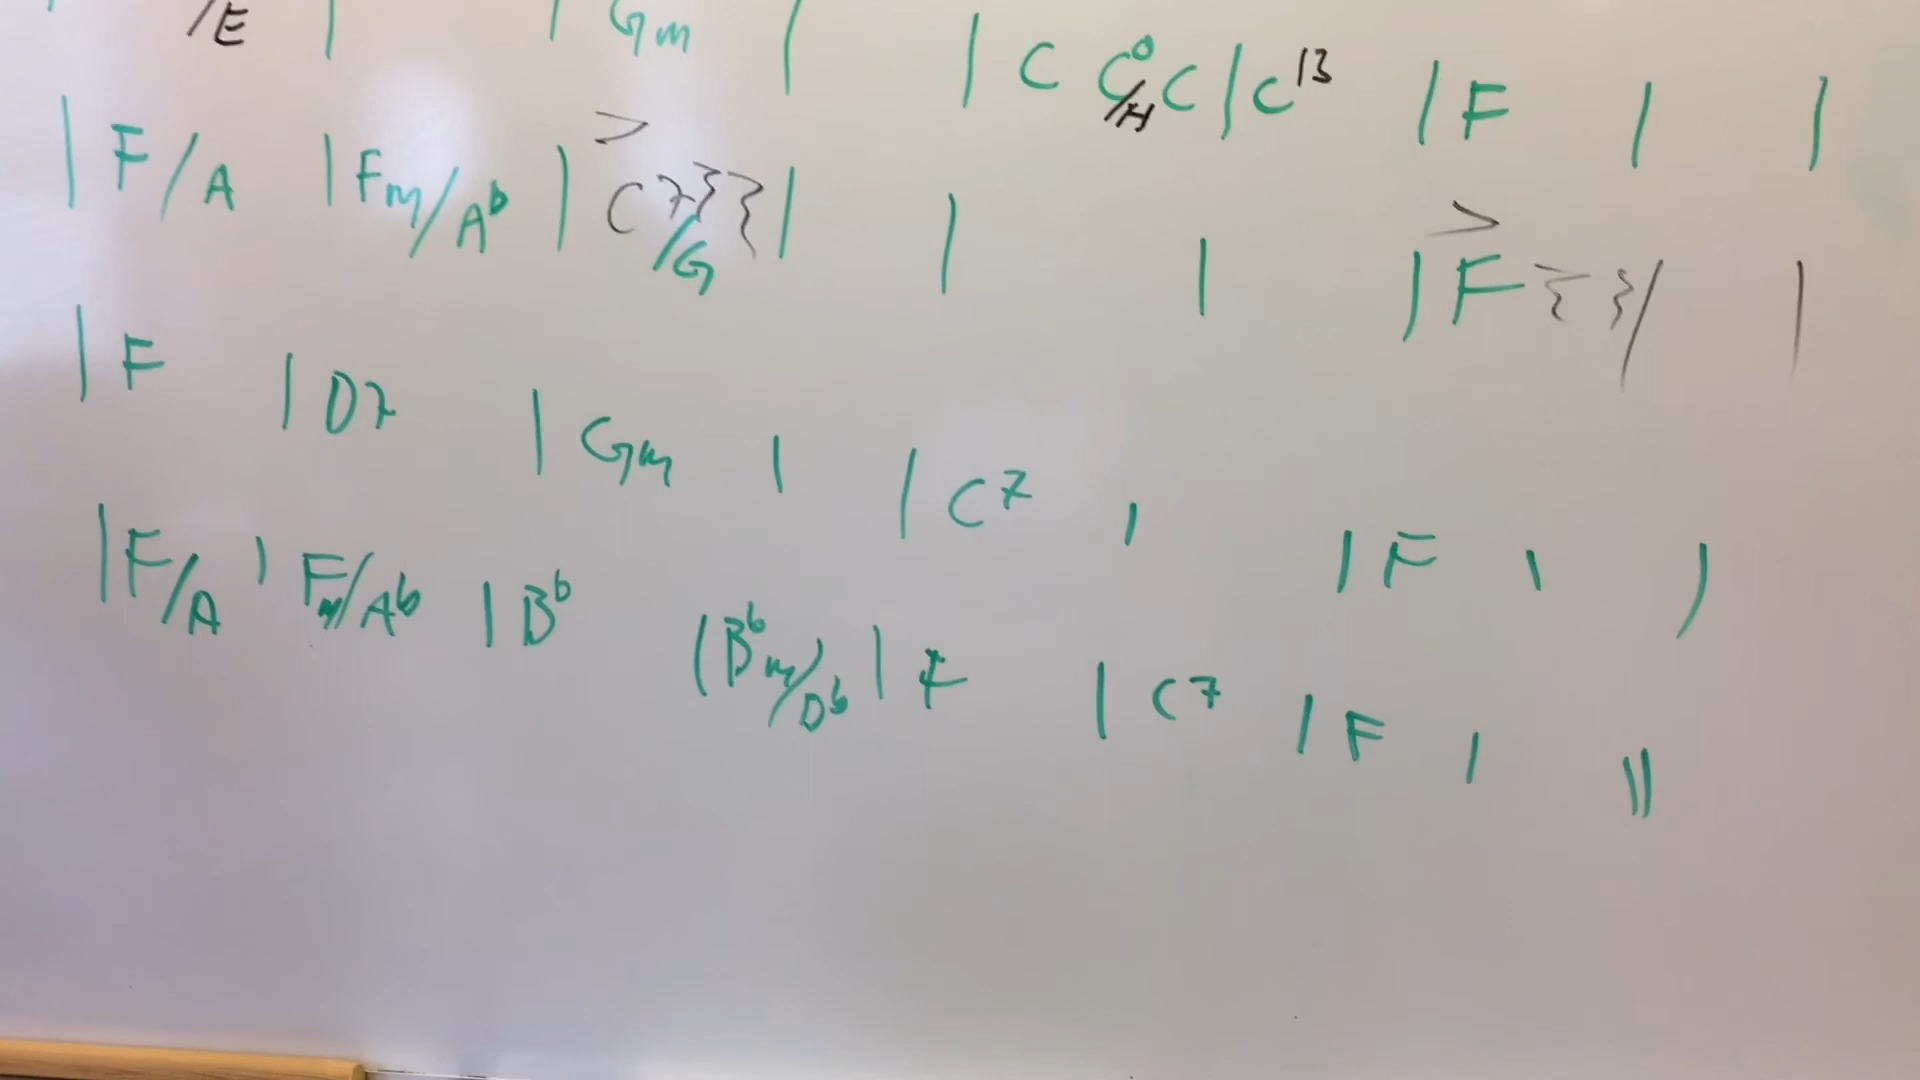 /E | | Gm | | C C°/H C | C13 | F | |
| F/A | Fm/Ab | > C7/G 𝄽 𝄽 | | | > | F 𝄽 𝄽 / |
| F | D7 | Gm | | C7 | | F | |
| F/A | Fm/Ab | Bb | Bbm/Db | F | C7 | F | ||